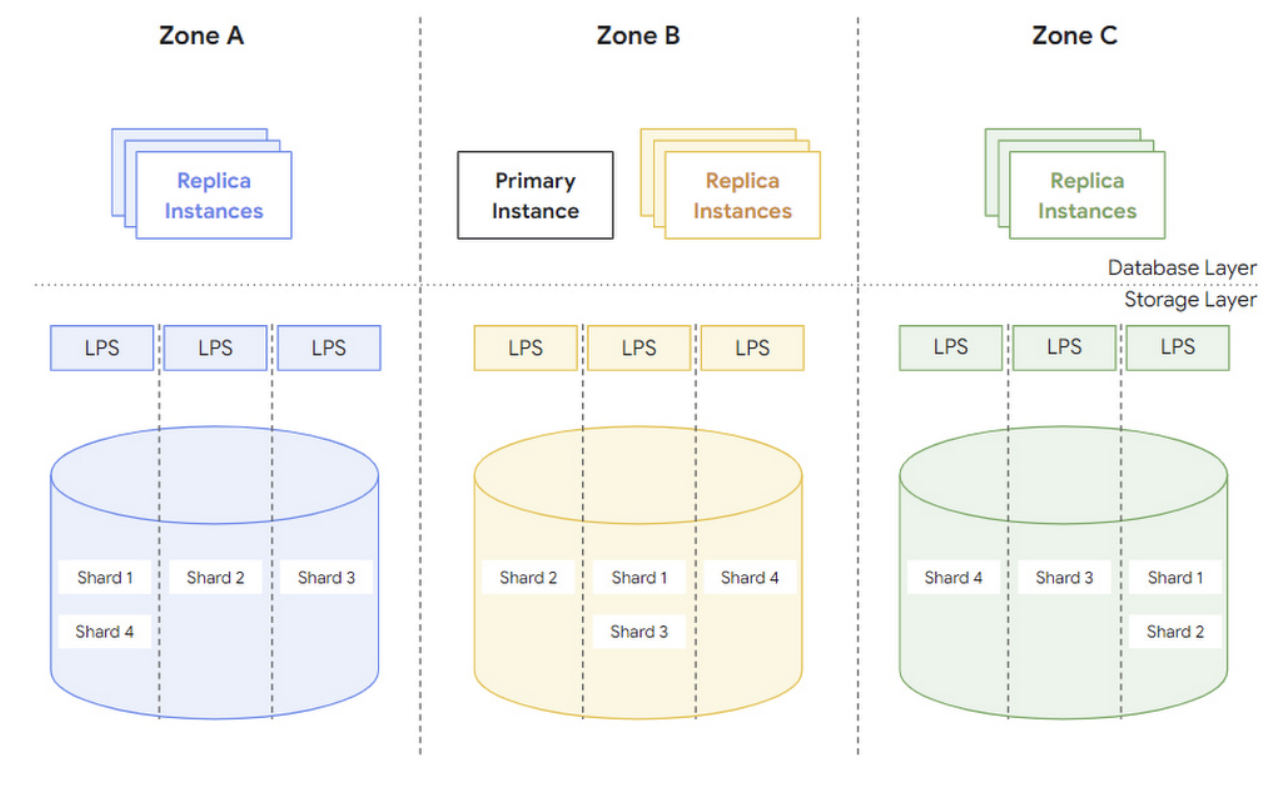 Zone A
Zone B
Zone C
Replica
Instances
Primary
Instance
Replica
Instances
Replica
Instances
Database Layer
Storage Layer
LPS
LPS
LPS
LPS
LPS
LPS
LPS
LPS
LPS
Shard 1
Shard 2
Shard 3
Shard 4
Shard 2
Shard 1
Shard 4
Shard 3
Shard 4
Shard 3
Shard 1
Shard 2